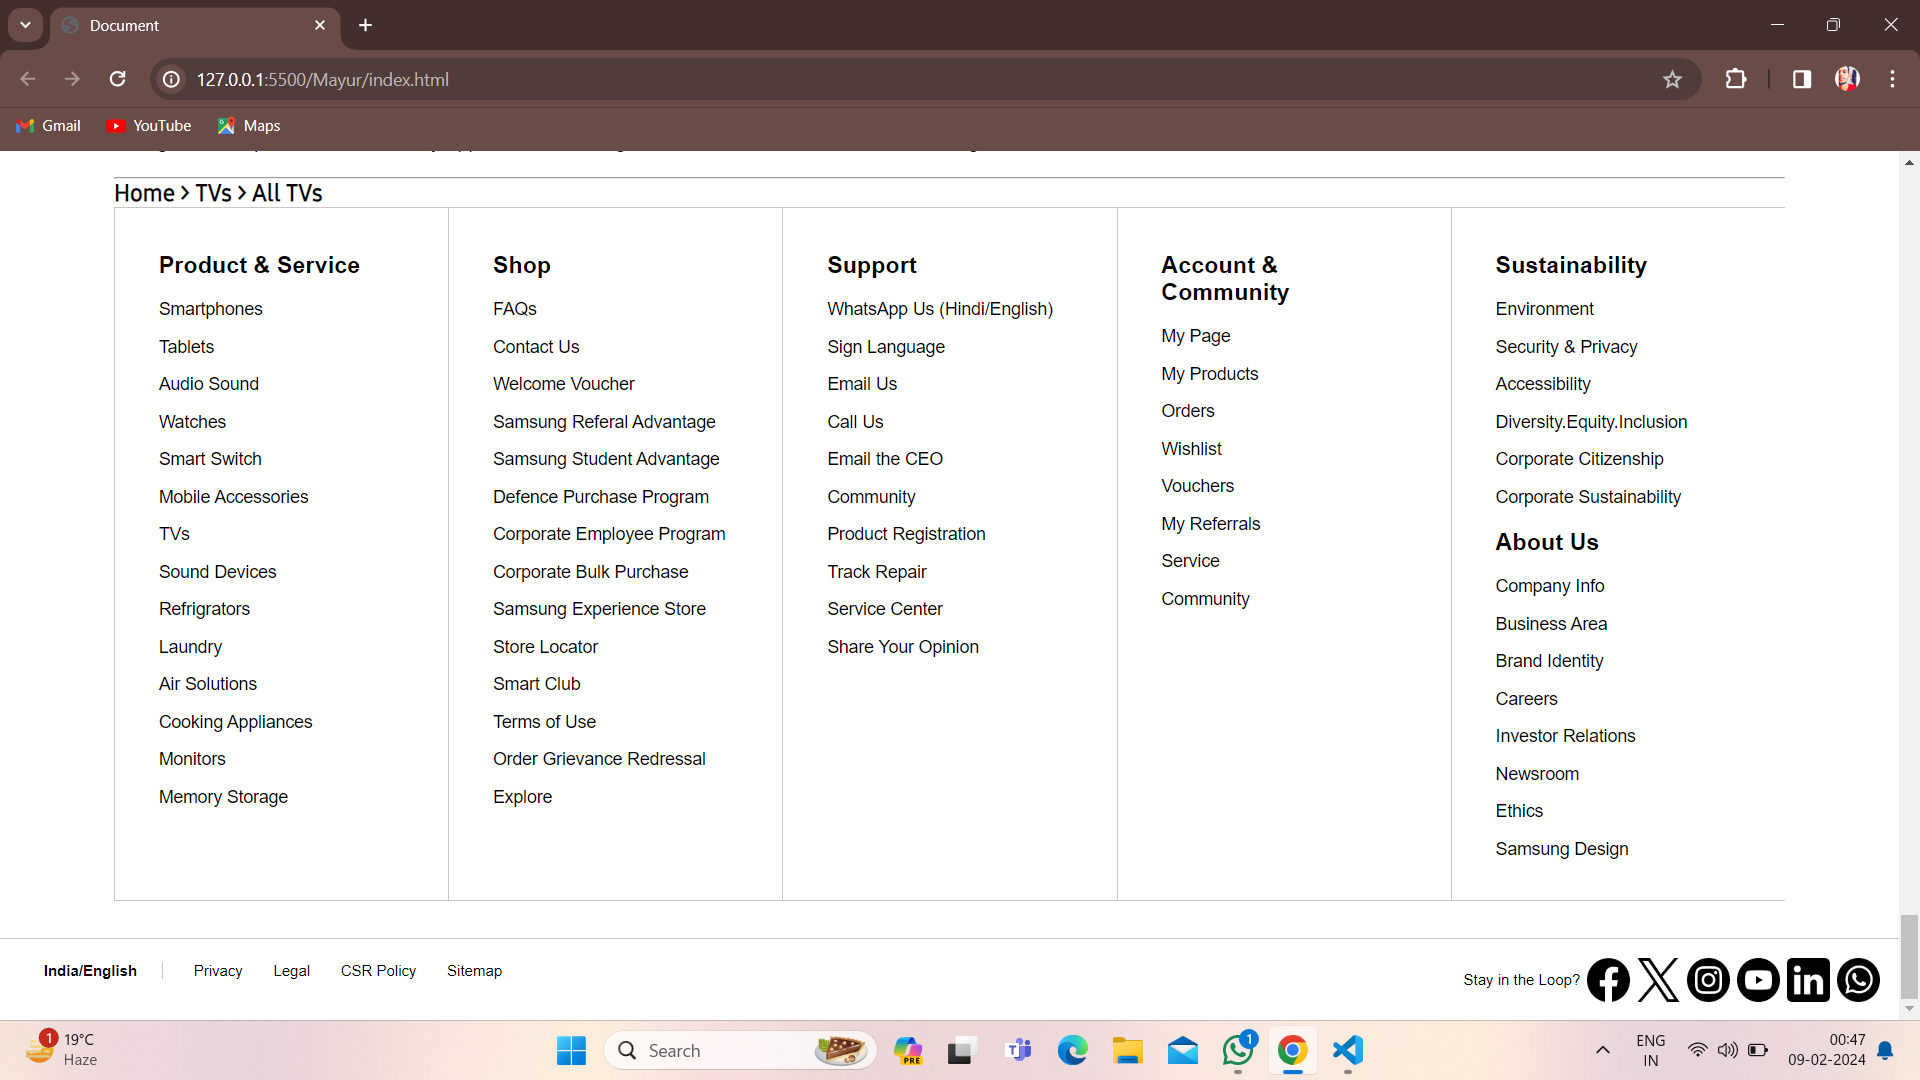 Document
127.0.0.1:5500/Mayur/index.html
Gmail
YouTube
Maps
Home > TVs > All TVs
Product & Service
Smartphones
Tablets
Audio Sound
Watches
Smart Switch
Mobile Accessories
TVs
Sound Devices
Refrigrators
Laundry
Air Solutions
Cooking Appliances
Monitors
Memory Storage
Shop
FAQs
Contact Us
Welcome Voucher
Samsung Referal Advantage
Samsung Student Advantage
Defence Purchase Program
Corporate Employee Program
Corporate Bulk Purchase
Samsung Experience Store
Store Locator
Smart Club
Terms of Use
Order Grievance Redressal
Explore
Support
WhatsApp Us (Hindi/English)
Sign Language
Email Us
Call Us
Email the CEO
Community
Product Registration
Track Repair
Service Center
Share Your Opinion
Account &
Community
My Page
My Products
Orders
Wishlist
Vouchers
My Referrals
Service
Community
Sustainability
Environment
Security & Privacy
Accessibility
Diversity.Equity.Inclusion
Corporate Citizenship
Corporate Sustainability
About Us
Company Info
Business Area
Brand Identity
Careers
Investor Relations
Newsroom
Ethics
Samsung Design
India/English
Privacy
Legal
CSR Policy
Sitemap
Stay in the Loop?
1
19°C
Haze
Search
PRE
1
ENG
IN
00:47
09-02-2024